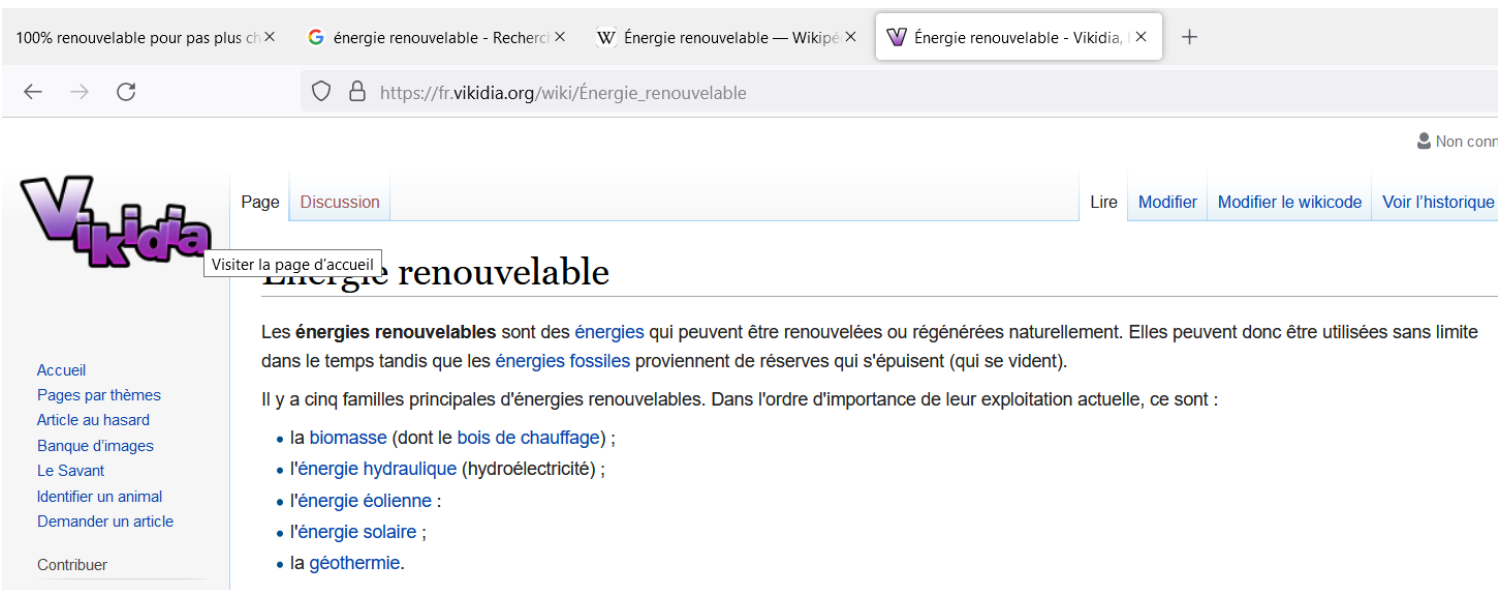 100% renouvelable pour pas plus ch
énergie renouvelable - Recherc
Énergie renouvelable — Wikipé
Énergie renouvelable - Vikidia,
https://fr.vikidia.org/wiki/Énergie_renouvelable
Non conn
Vikidia
Page
Discussion
Lire
Modifier
Modifier le wikicode
Voir l’historique
Visiter la page d’accueil
Énergie renouvelable
Les énergies renouvelables sont des énergies qui peuvent être renouvelées ou régénérées naturellement. Elles peuvent donc être utilisées sans limite
dans le temps tandis que les énergies fossiles proviennent de réserves qui s'épuisent (qui se vident).
Il y a cinq familles principales d'énergies renouvelables. Dans l'ordre d'importance de leur exploitation actuelle, ce sont :
• la biomasse (dont le bois de chauffage) ;
• l'énergie hydraulique (hydroélectricité) ;
• l'énergie éolienne :
• l'énergie solaire ;
• la géothermie.
Accueil
Pages par thèmes
Article au hasard
Banque d’images
Le Savant
Identifier un animal
Demander un article
Contribuer